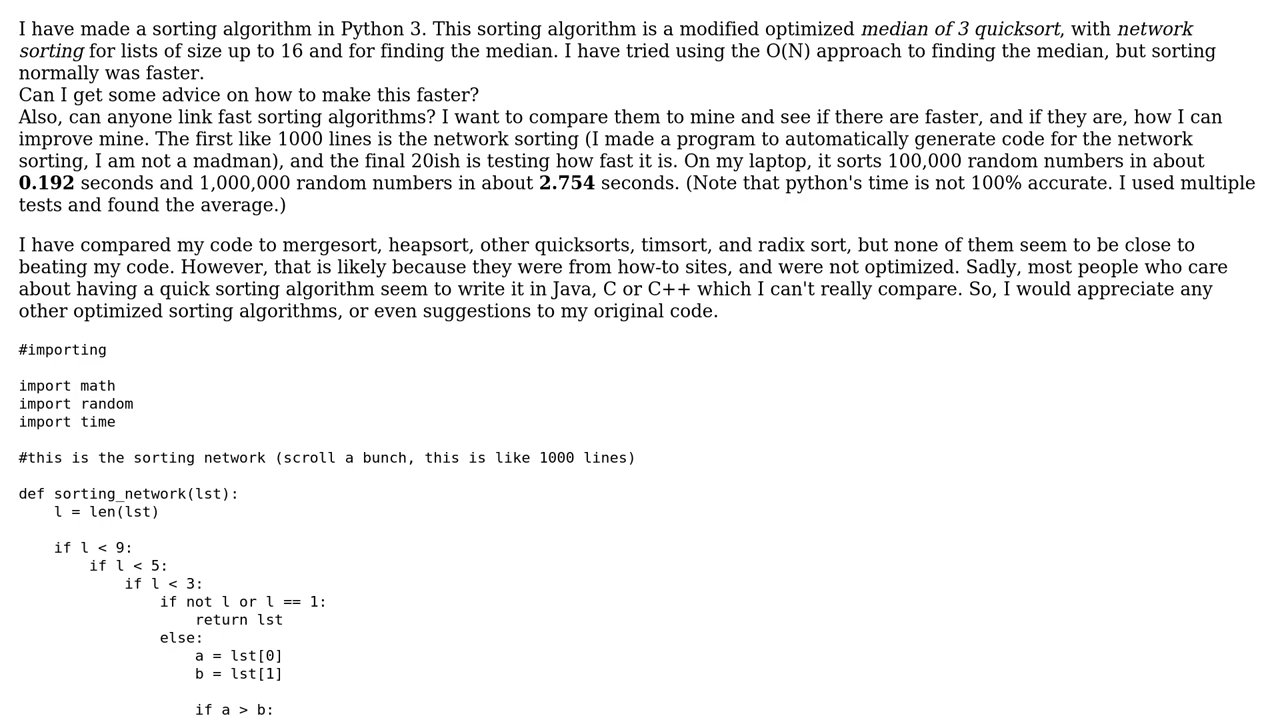 I have made a sorting algorithm in Python 3. This sorting algorithm is a modified optimized median of 3 quicksort, with network
sorting for lists of size up to 16 and for finding the median. I have tried using the O(N) approach to finding the median, but sorting
normally was faster.
Can I get some advice on how to make this faster?
Also, can anyone link fast sorting algorithms? I want to compare them to mine and see if there are faster, and if they are, how I can
improve mine. The first like 1000 lines is the network sorting (I made a program to automatically generate code for the network
sorting, I am not a madman), and the final 20ish is testing how fast it is. On my laptop, it sorts 100,000 random numbers in about
0.192 seconds and 1,000,000 random numbers in about 2.754 seconds. (Note that python's time is not 100% accurate. I used multiple
tests and found the average.)
I have compared my code to mergesort, heapsort, other quicksorts, timsort, and radix sort, but none of them seem to be close to
beating my code. However, that is likely because they were from how-to sites, and were not optimized. Sadly, most people who care
about having a quick sorting algorithm seem to write it in Java, C or C++ which I can't really compare. So, I would appreciate any
other optimized sorting algorithms, or even suggestions to my original code.
#importing
import math
import random
import time
#this is the sorting network (scroll a bunch, this is like 1000 lines)
def sorting_network(lst):
    l = len(lst)
    if l < 9:
        if l < 5:
            if l < 3:
                if not l or l == 1:
                    return lst
                else:
                    a = lst[0]
                    b = lst[1]
                    if a > b: